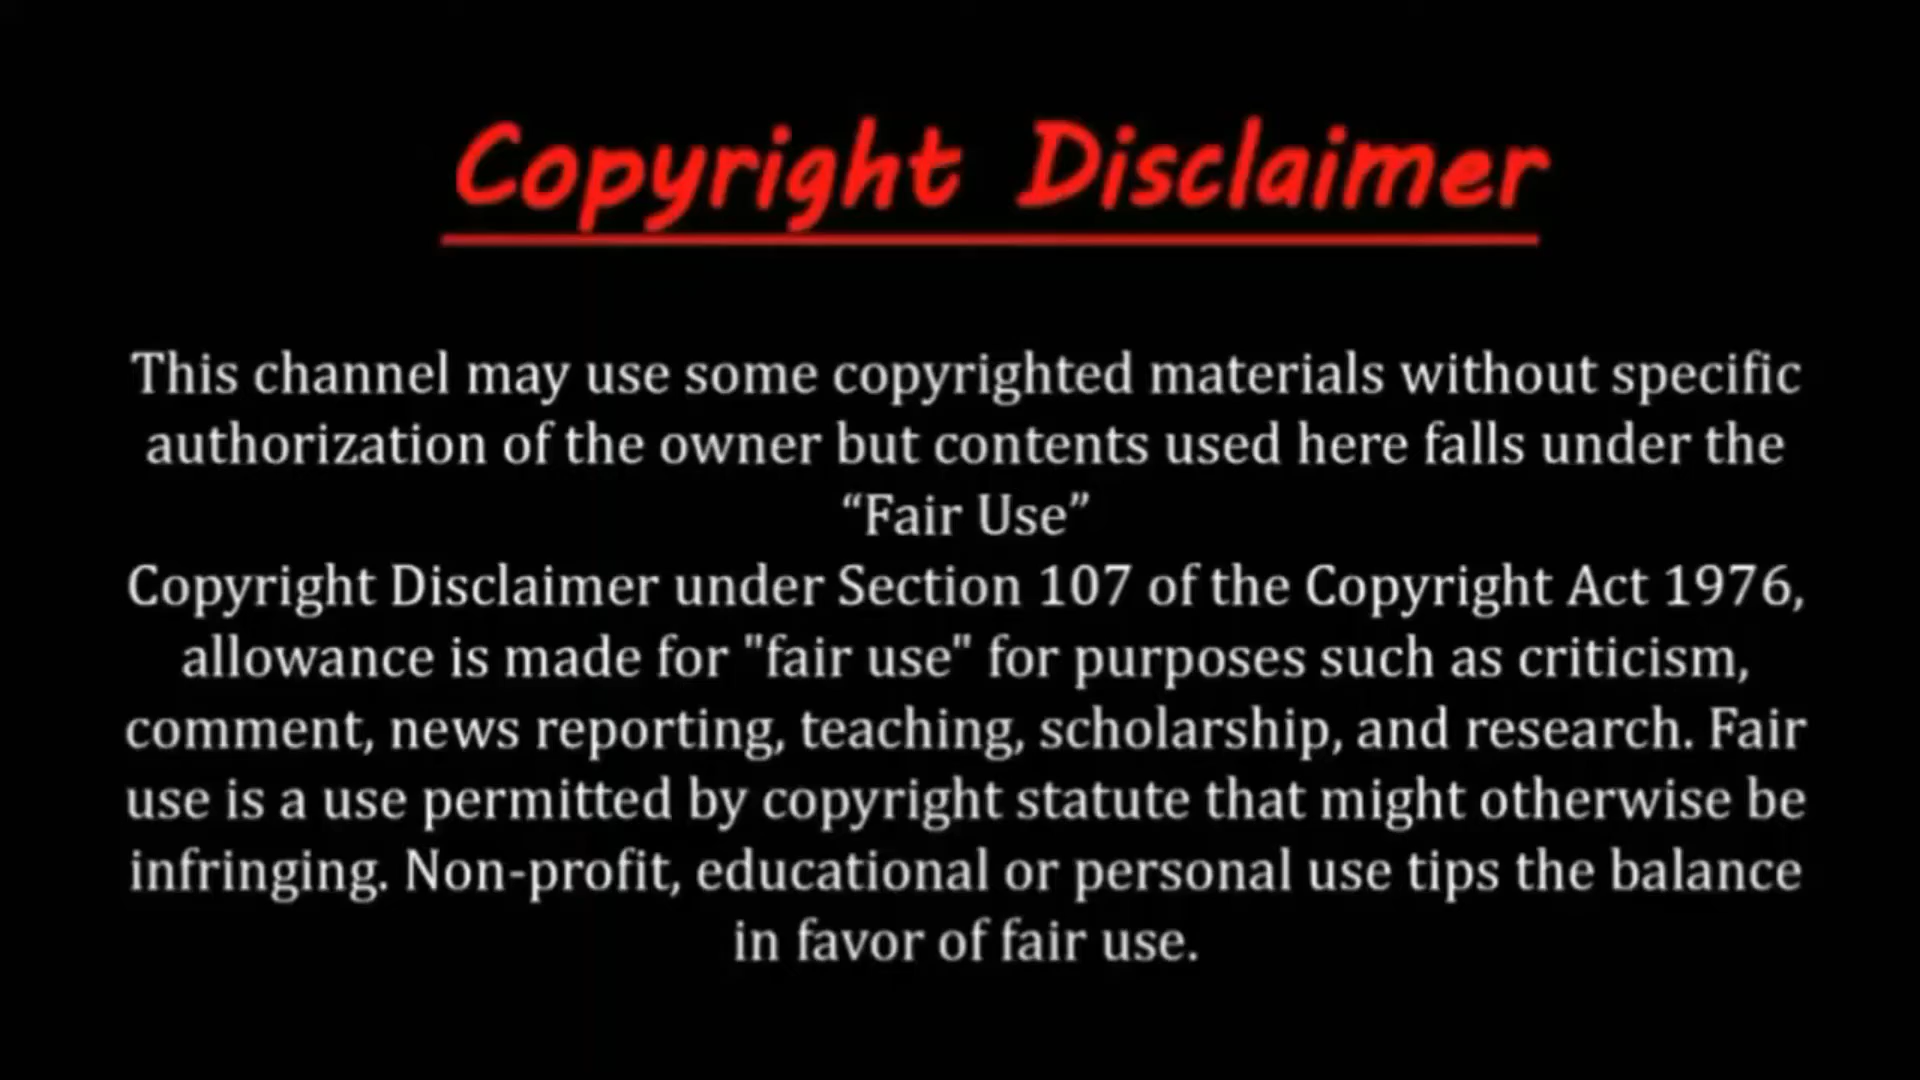 Copyright Disclaimer
This channel may use some copyrighted materials without specific
authorization of the owner but contents used here falls under the
“Fair Use”
Copyright Disclaimer under Section 107 of the Copyright Act 1976,
allowance is made for "fair use" for purposes such as criticism,
comment, news reporting, teaching, scholarship, and research. Fair
use is a use permitted by copyright statute that might otherwise be
infringing. Non-profit, educational or personal use tips the balance
in favor of fair use.